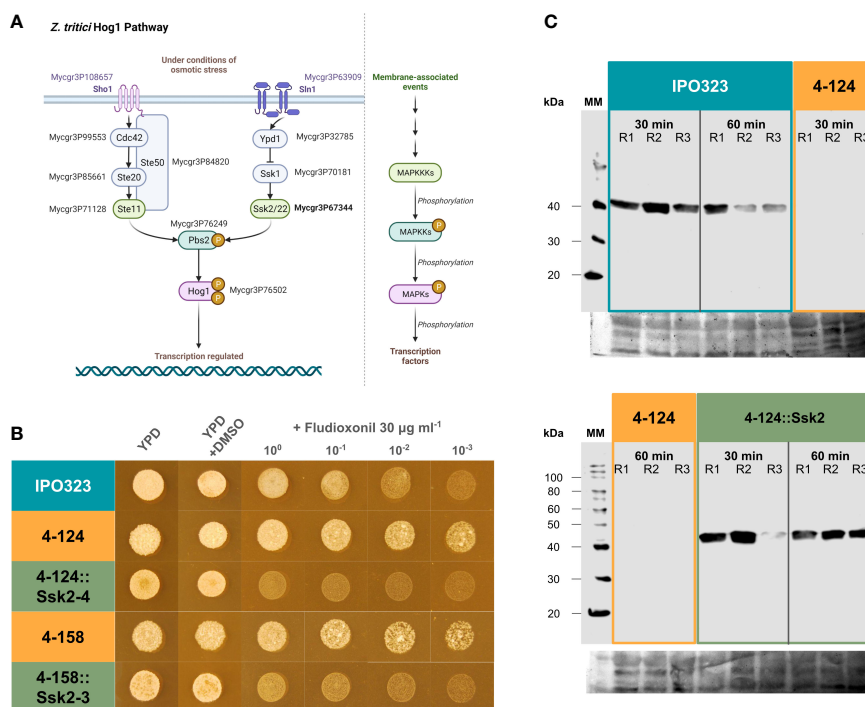 A
Z. tritici Hog1 Pathway
Under conditions of
osmotic stress
Mycgr3P108657
Sho1
Mycgr3P63909
Sln1
Mycgr3P99553
Cdc42
Ste50
Mycgr3P84820
Ypd1
Mycgr3P32785
Mycgr3P85661
Ste20
Ssk1
Mycgr3P70181
Mycgr3P71128
Ste11
Ssk2/22
Mycgr3P67344
Mycgr3P76249
Pbs2
P
Hog1
P
P
Mycgr3P76502
Transcription regulated
Membrane-associated
events
MAPKKKs
Phosphorylation
MAPKKs
P
Phosphorylation
MAPKs
P
Phosphorylation
Transcription
factors
B
YPD
YPD
+DMSO
+ Fludioxonil 30 µg ml-1
10⁰ 10⁻¹ 10⁻² 10⁻³
IPO323
4-124
4-124::
Ssk2-4
4-158
4-158::
Ssk2-3
C
IPO323
4-124
kDa
MM
30 min
60 min
30 min
R1 R2 R3 R1 R2 R3 R1 R2 R3
40
30
20
4-124
4-124::Ssk2
kDa
MM
60 min
30 min
60 min
R1 R2 R3 R1 R2 R3 R1 R2 R3
100
80
60
50
40
30
20